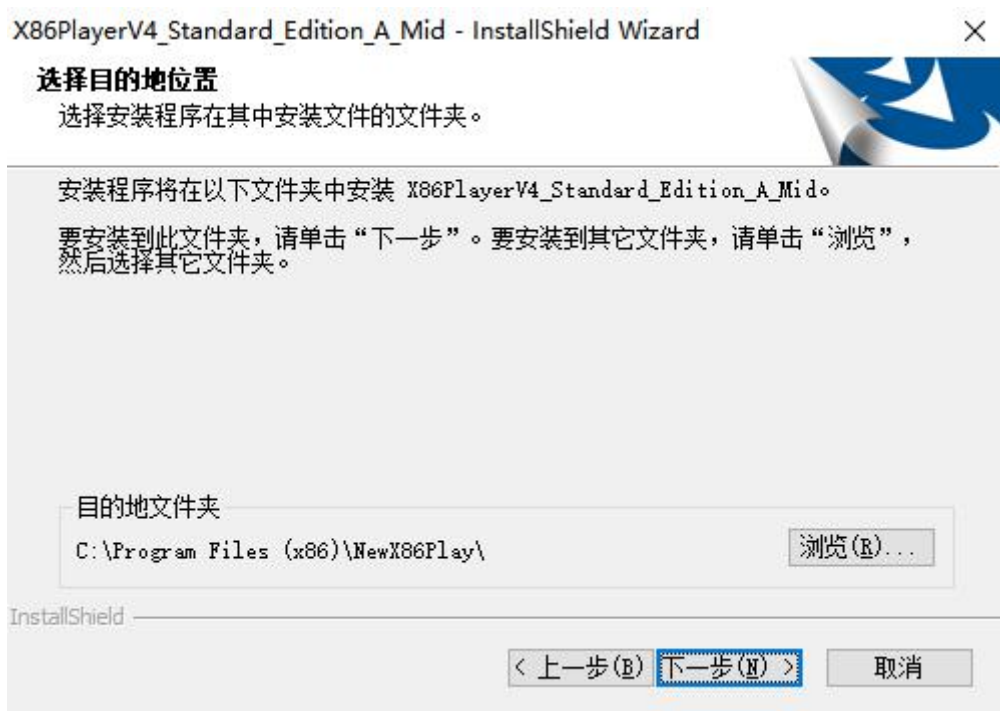 X86PlayerV4_Standard_Edition_A_Mid - InstallShield Wizard
选择目的地位置
选择安装程序在其中安装文件的文件夹。
安装程序将在以下文件夹中安装 X86PlayerV4_Standard_Edition_A_Mid。
要安装到此文件夹，请单击“下一步”。要安装到其它文件夹，请单击“浏览”，
然后选择其它文件夹。
目的地文件夹
C:\Program Files (x86)\NewX86Play\
浏览(R)...
InstallShield
< 上一步(B)
下一步(N) >
取消